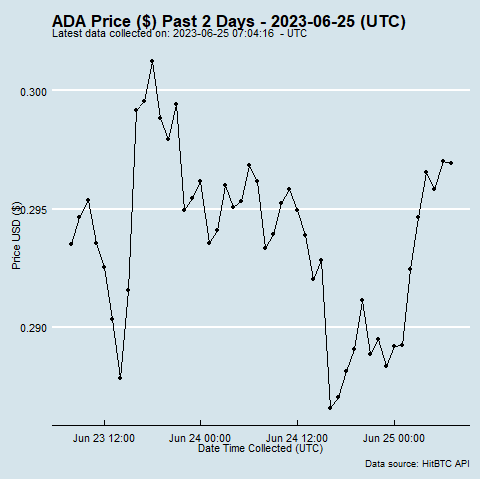 ADA Price ($) Past 2 Days - 2023-06-25 (UTC)
Latest data collected on: 2023-06-25 07:04:16  - UTC
0.300
0.295
0.290
Price USD ($)
Jun 23 12:00
Jun 24 00:00
Jun 24 12:00
Jun 25 00:00
Date Time Collected (UTC)
Data source: HitBTC API